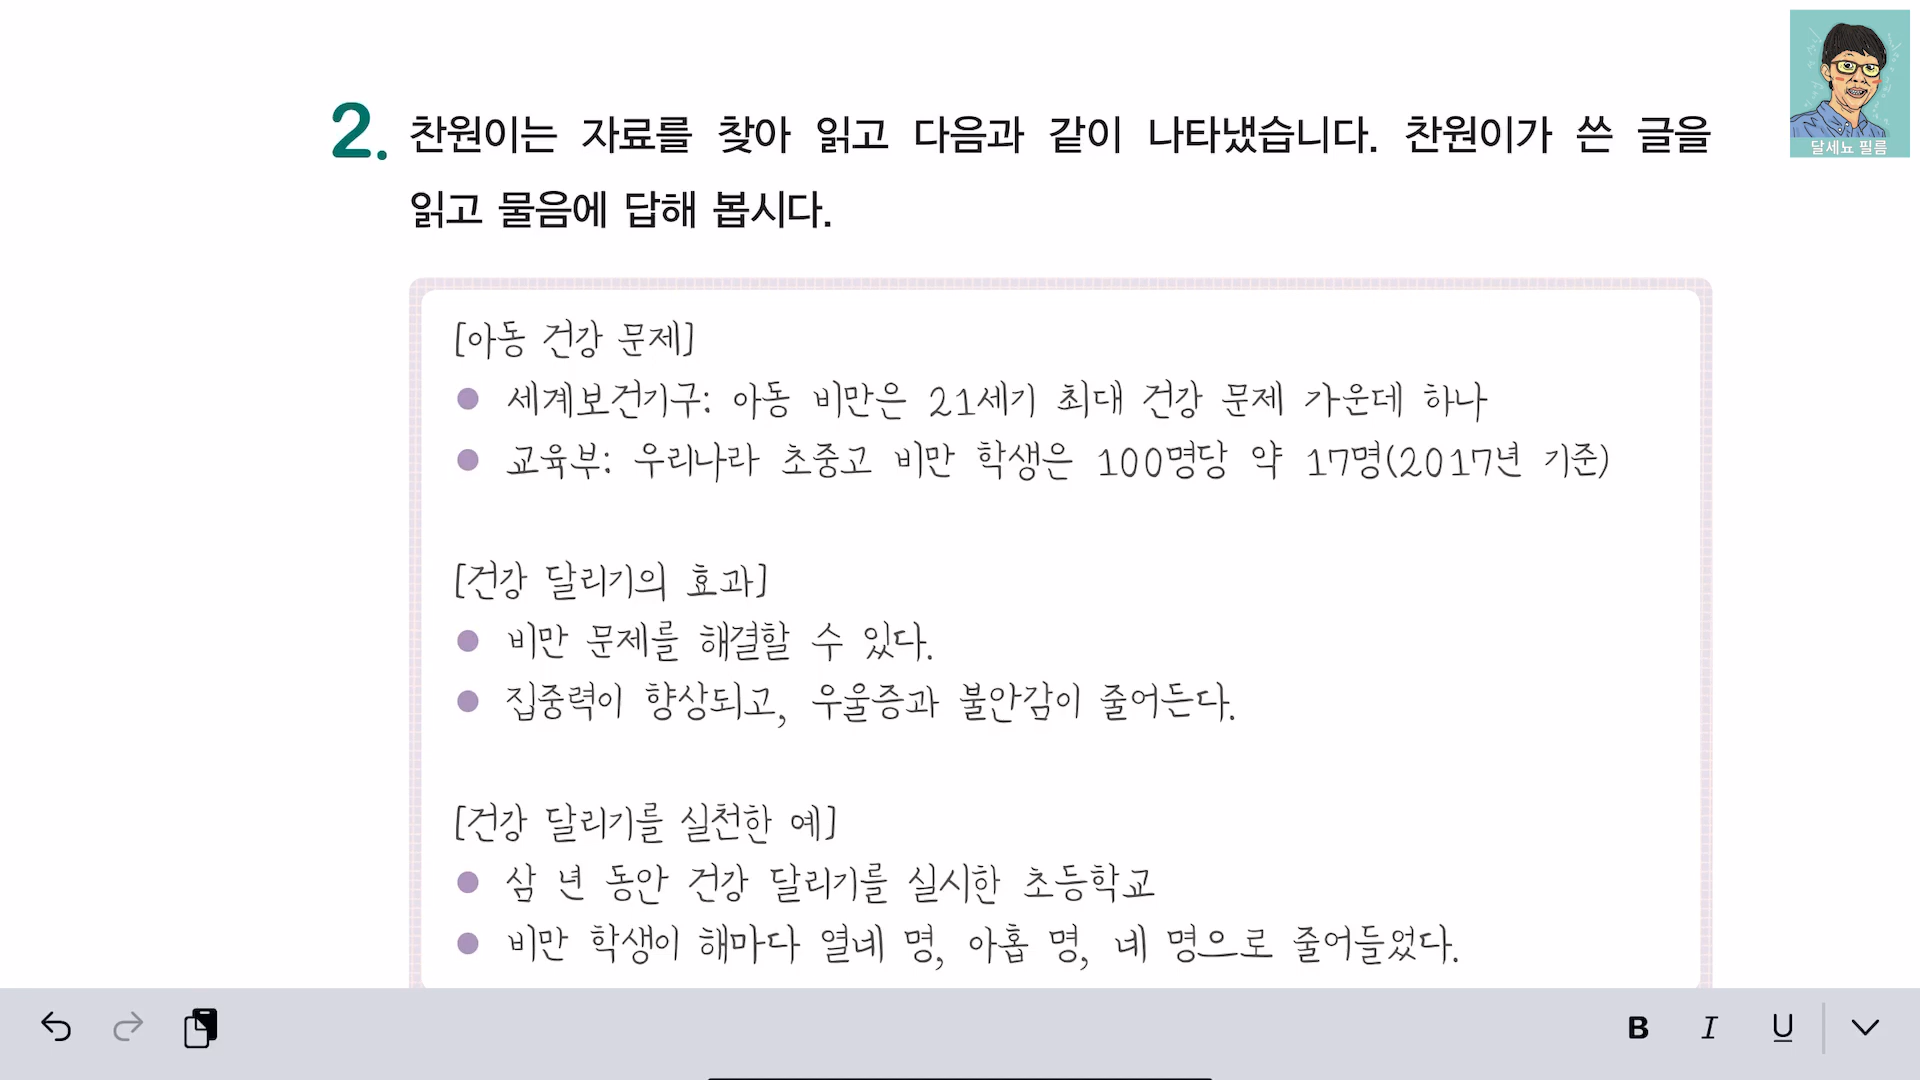 달세뇨 필름
2. 찬원이는 자료를 찾아 읽고 다음과 같이 나타냈습니다. 찬원이가 쓴 글을
읽고 물음에 답해 봅시다.
[아동 건강 문제]
● 세계보건기구: 아동 비만은 21세기 최대 건강 문제 가운데 하나
● 교육부: 우리나라 초중고 비만 학생은 100명당 약 17명(2017년 기준)
[건강 달리기의 효과]
● 비만 문제를 해결할 수 있다.
● 집중력이 향상되고, 우울증과 불안감이 줄어든다.
[건강 달리기를 실천한 예]
● 삼 년 동안 건강 달리기를 실시한 초등학교
● 비만 학생이 해마다 열네 명, 아홉 명, 네 명으로 줄어들었다.
B I U